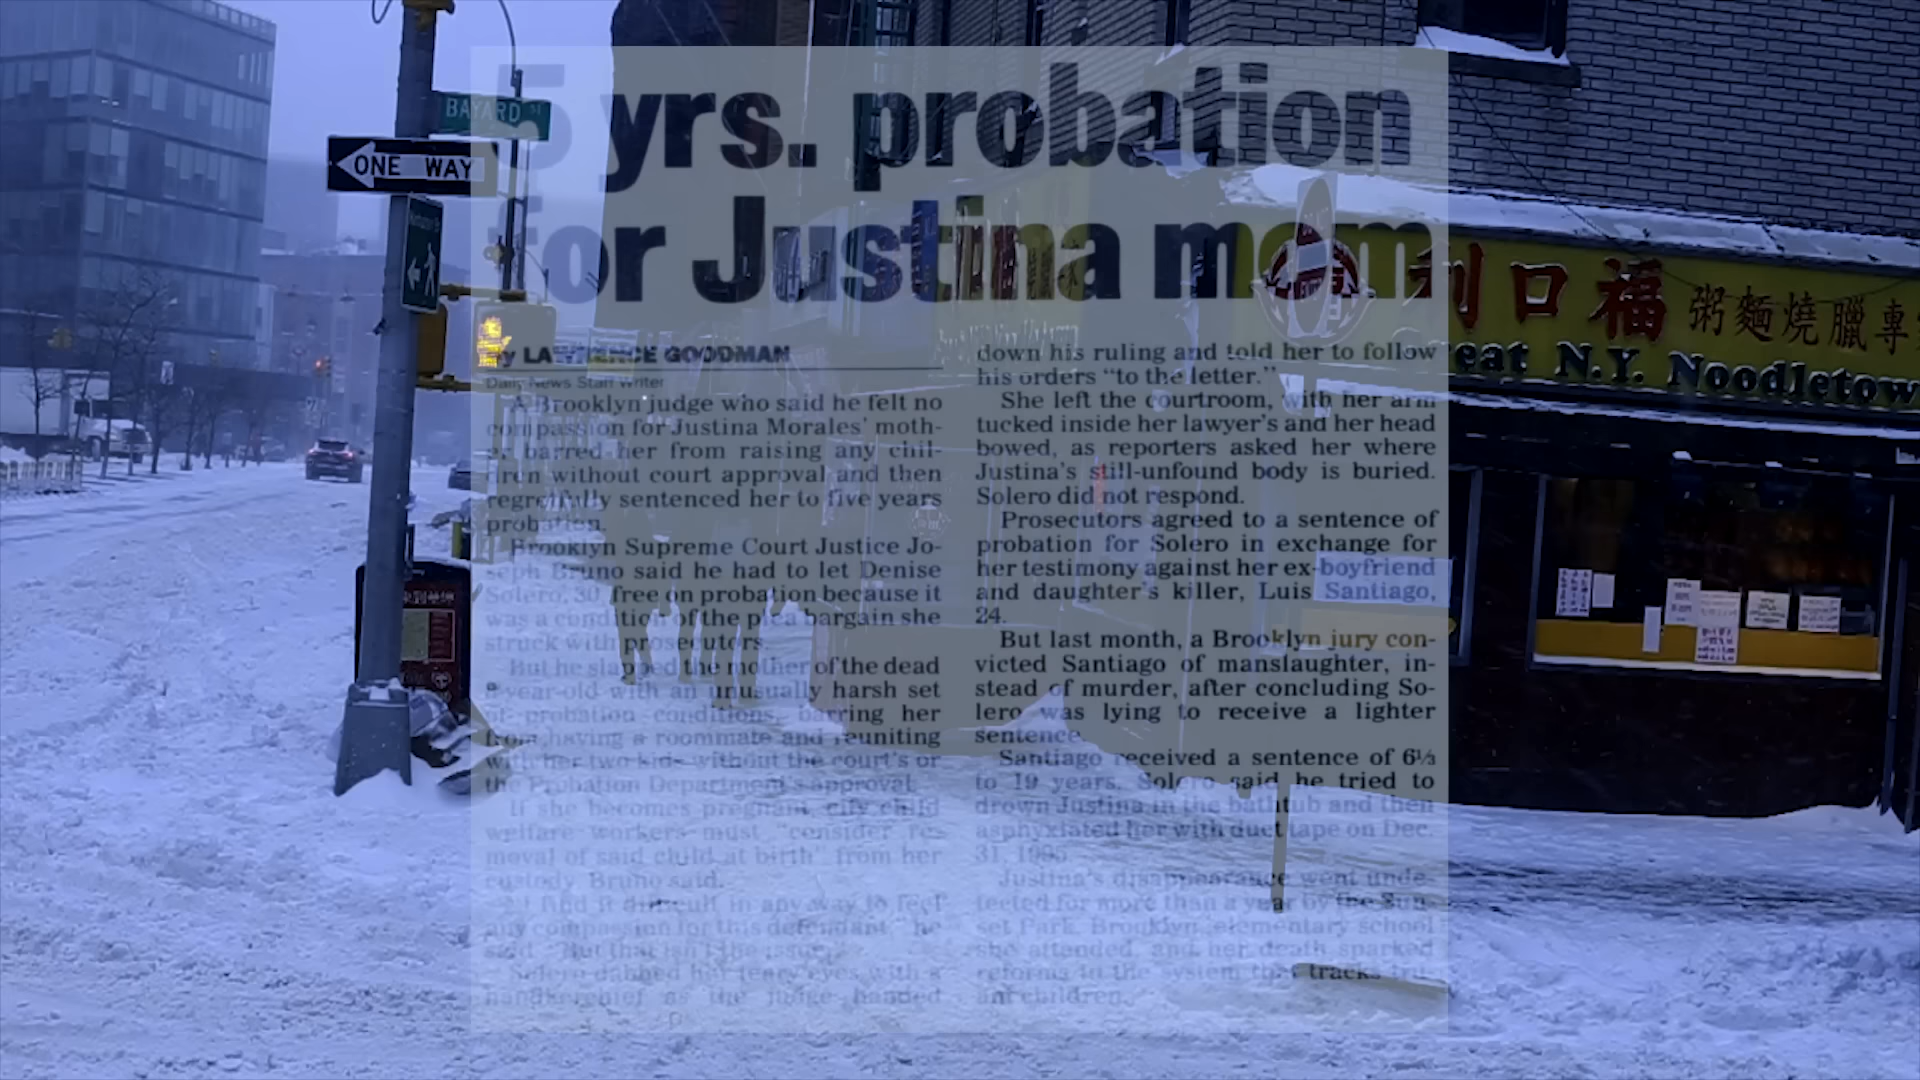 BAYARD ST
ONE WAY
5 yrs. probation
for Justina mom
By LAWRENCE GOODMAN
Daily News Staff Writer
A Brooklyn judge who said he felt no
compassion for Justina Morales' moth-
er barred her from raising any chil-
dren without court approval and then
regretfully sentenced her to five years
probation.
Brooklyn Supreme Court Justice Jo-
seph Bruno said he had to let Denise
Solero, 30, free on probation because it
was a condition of the plea bargain she
struck with prosecutors.
But he slapped the mother of the dead
8-year-old with an unusually harsh set
of probation conditions, barring her
from having a roommate and reuniting
with her two kids without the court's or
the Probation Department's approval.
If she becomes pregnant, city child
welfare workers must "consider re-
moval of said child at birth" from her
custody, Bruno said.
"I find it difficult in any way to feel
any compassion for this defendant," he
said. "But that isn't the issue."
Solero dabbed her teary eyes with a
handkerchief as the judge handed
down his ruling and told her to follow
his orders "to the letter."
She left the courtroom, with her arm
tucked inside her lawyer's and her head
bowed, as reporters asked her where
Justina's still-unfound body is buried.
Solero did not respond.
Prosecutors agreed to a sentence of
probation for Solero in exchange for
her testimony against her ex-boyfriend
and daughter's killer, Luis Santiago,
24.
But last month, a Brooklyn jury con-
victed Santiago of manslaughter, in-
stead of murder, after concluding So-
lero was lying to receive a lighter
sentence.
Santiago received a sentence of 6⅓
to 19 years. Solero said he tried to
drown Justina in the bathtub and then
asphyxiated her with duct tape on Dec.
31, 1995.
Justina's disappearance went unde-
tected for more than a year by the Sun-
set Park, Brooklyn, elementary school
she attended, and her death sparked
reforms to the system that tracks tru-
ant children.
利口福 粥麵燒臘專
Great N.Y. Noodletow